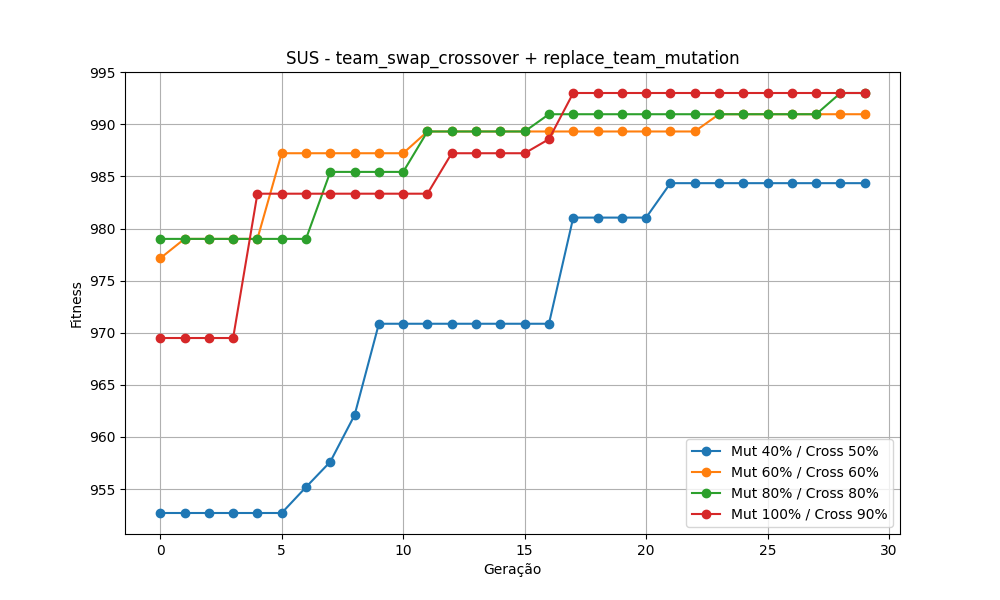 SUS - team_swap_crossover + replace_team_mutation
995
990
985
980
975
970
965
960
955
Fitness
0 5 10 15 20 25 30
Geração
Mut 40% / Cross 50%
Mut 60% / Cross 60%
Mut 80% / Cross 80%
Mut 100% / Cross 90%